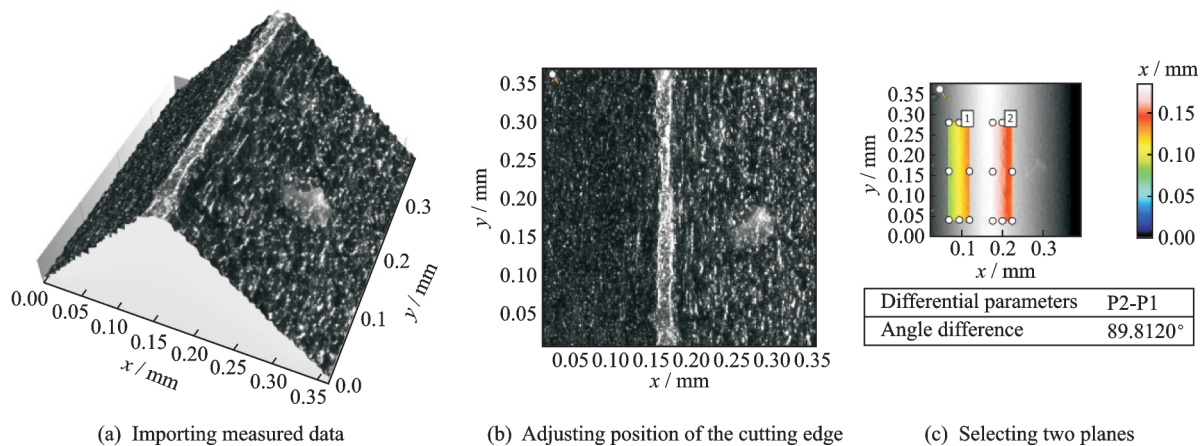 0.3
0.2
0.1
0.0
y / mm
0.00
0.05
0.10
0.15
0.20
0.25
0.30
0.35
x / mm
(a) Importing measured data
0.35
0.30
0.25
0.20
0.15
0.10
0.05
y / mm
0.05 0.10 0.15 0.20 0.25 0.30 0.35
x / mm
(b) Adjusting position of the cutting edge
0.35
0.30
0.25
0.20
0.15
0.10
0.05
0.00
y / mm
1
2
0.1 0.2 0.3
x / mm
x / mm
0.15
0.10
0.05
0.00
Differential parameters P2-P1
Angle difference 89.8120°
(c) Selecting two planes